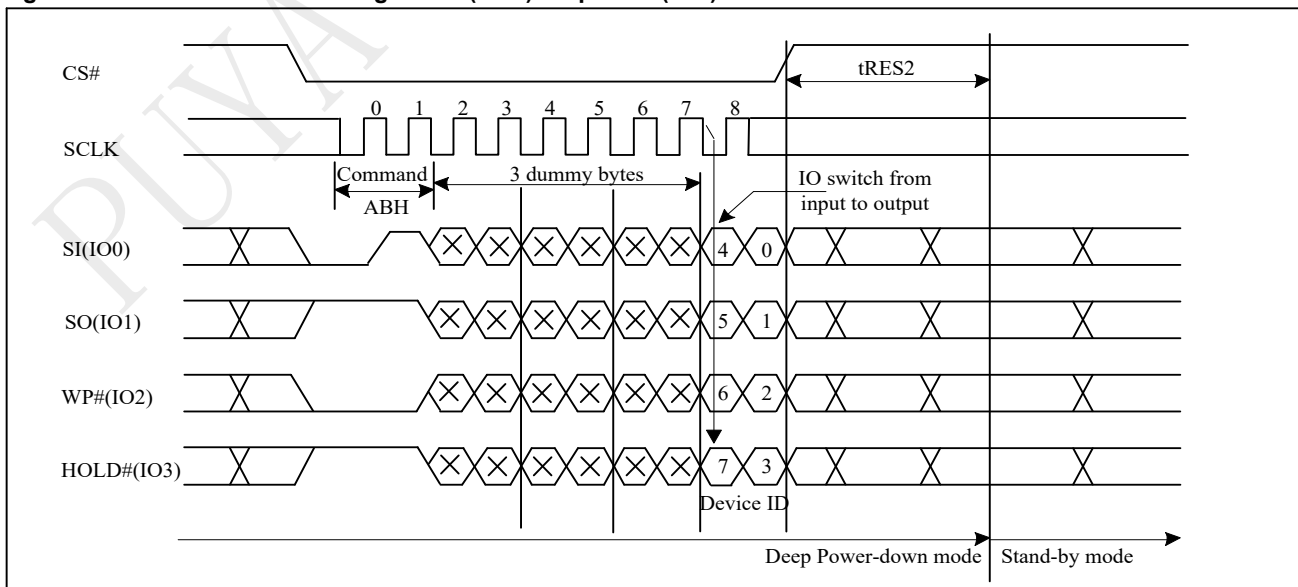 PUYA
CS#
tRES2
0 1 2 3 4 5 6 7 8
SCLK
Command
3 dummy bytes
IO switch from
input to output
ABH
SI(IO0)
4 0
SO(IO1)
5 1
WP#(IO2)
6 2
HOLD#(IO3)
7 3
Device ID
Deep Power-down mode
Stand-by mode